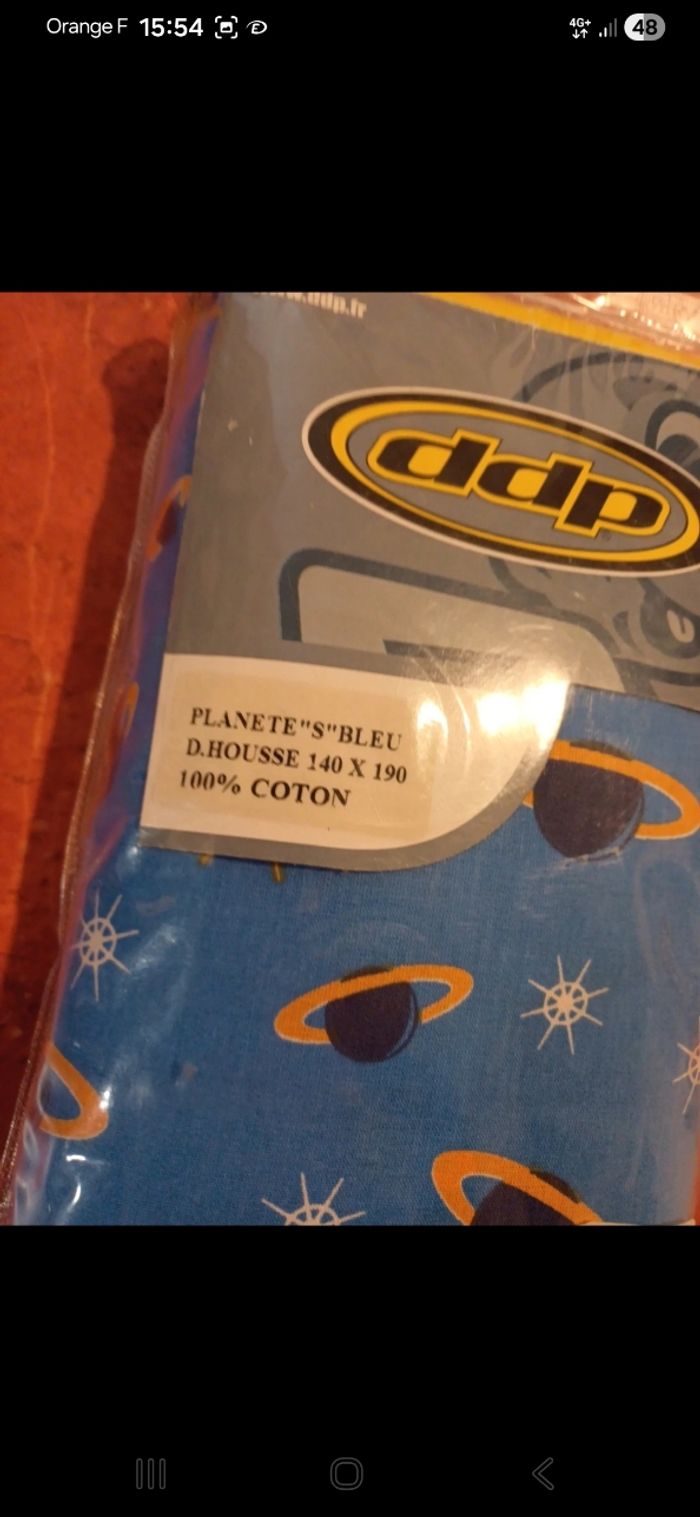 Orange F 15:54
4G+ 48
ddp
PLANETE"S"BLEU
D.HOUSSE 140 X 190
100% COTON